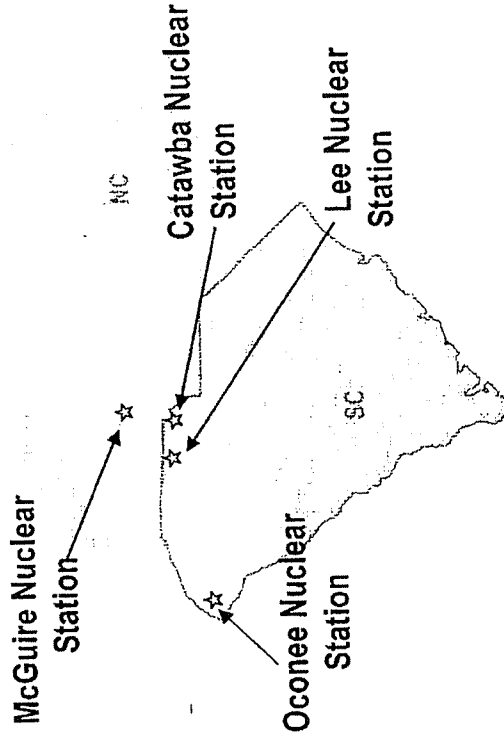 McGuire Nuclear
Station
NC
Catawba Nuclear
Station
Lee Nuclear
Station
SC
Oconee Nuclear
Station